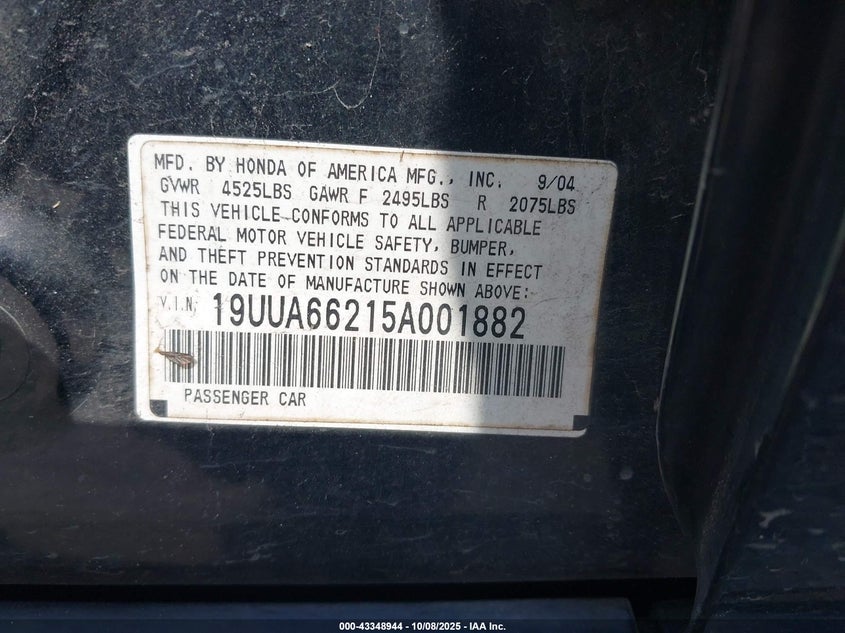 MFD. BY HONDA OF AMERICA MFG., INC. 9/04
GVWR 4525LBS GAWR F 2495LBS R 2075LBS
THIS VEHICLE CONFORMS TO ALL APPLICABLE
FEDERAL MOTOR VEHICLE SAFETY, BUMPER,
AND THEFT PREVENTION STANDARDS IN EFFECT
ON THE DATE OF MANUFACTURE SHOWN ABOVE:
V.I.N. 19UUA66215A001882
PASSENGER CAR
000-43348944 - 10/08/2025 - IAA Inc.